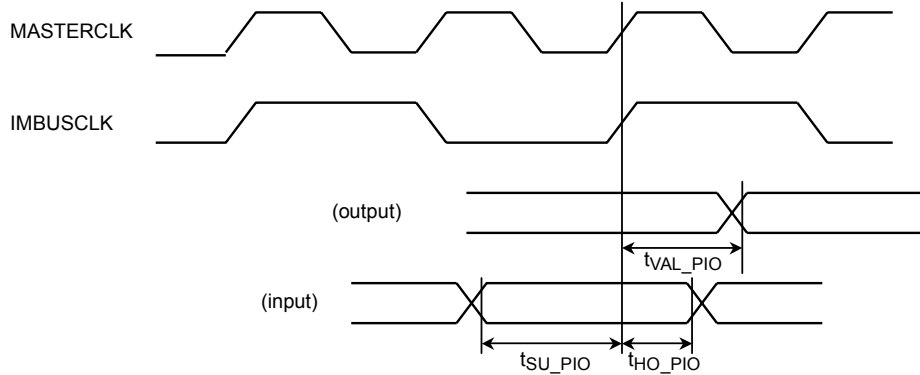 MASTERCLK
IMBUSCLK
(output)
tVAL_PIO
(input)
tSU_PIO tHO_PIO